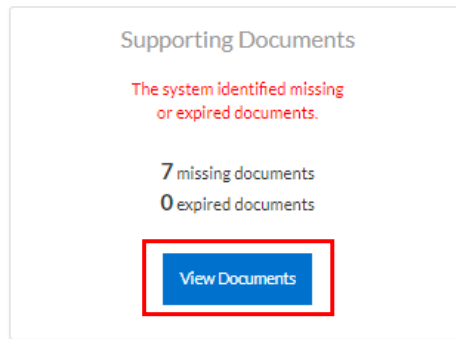 Supporting Documents
The system identified missing
or expired documents.
7 missing documents
0 expired documents
View Documents